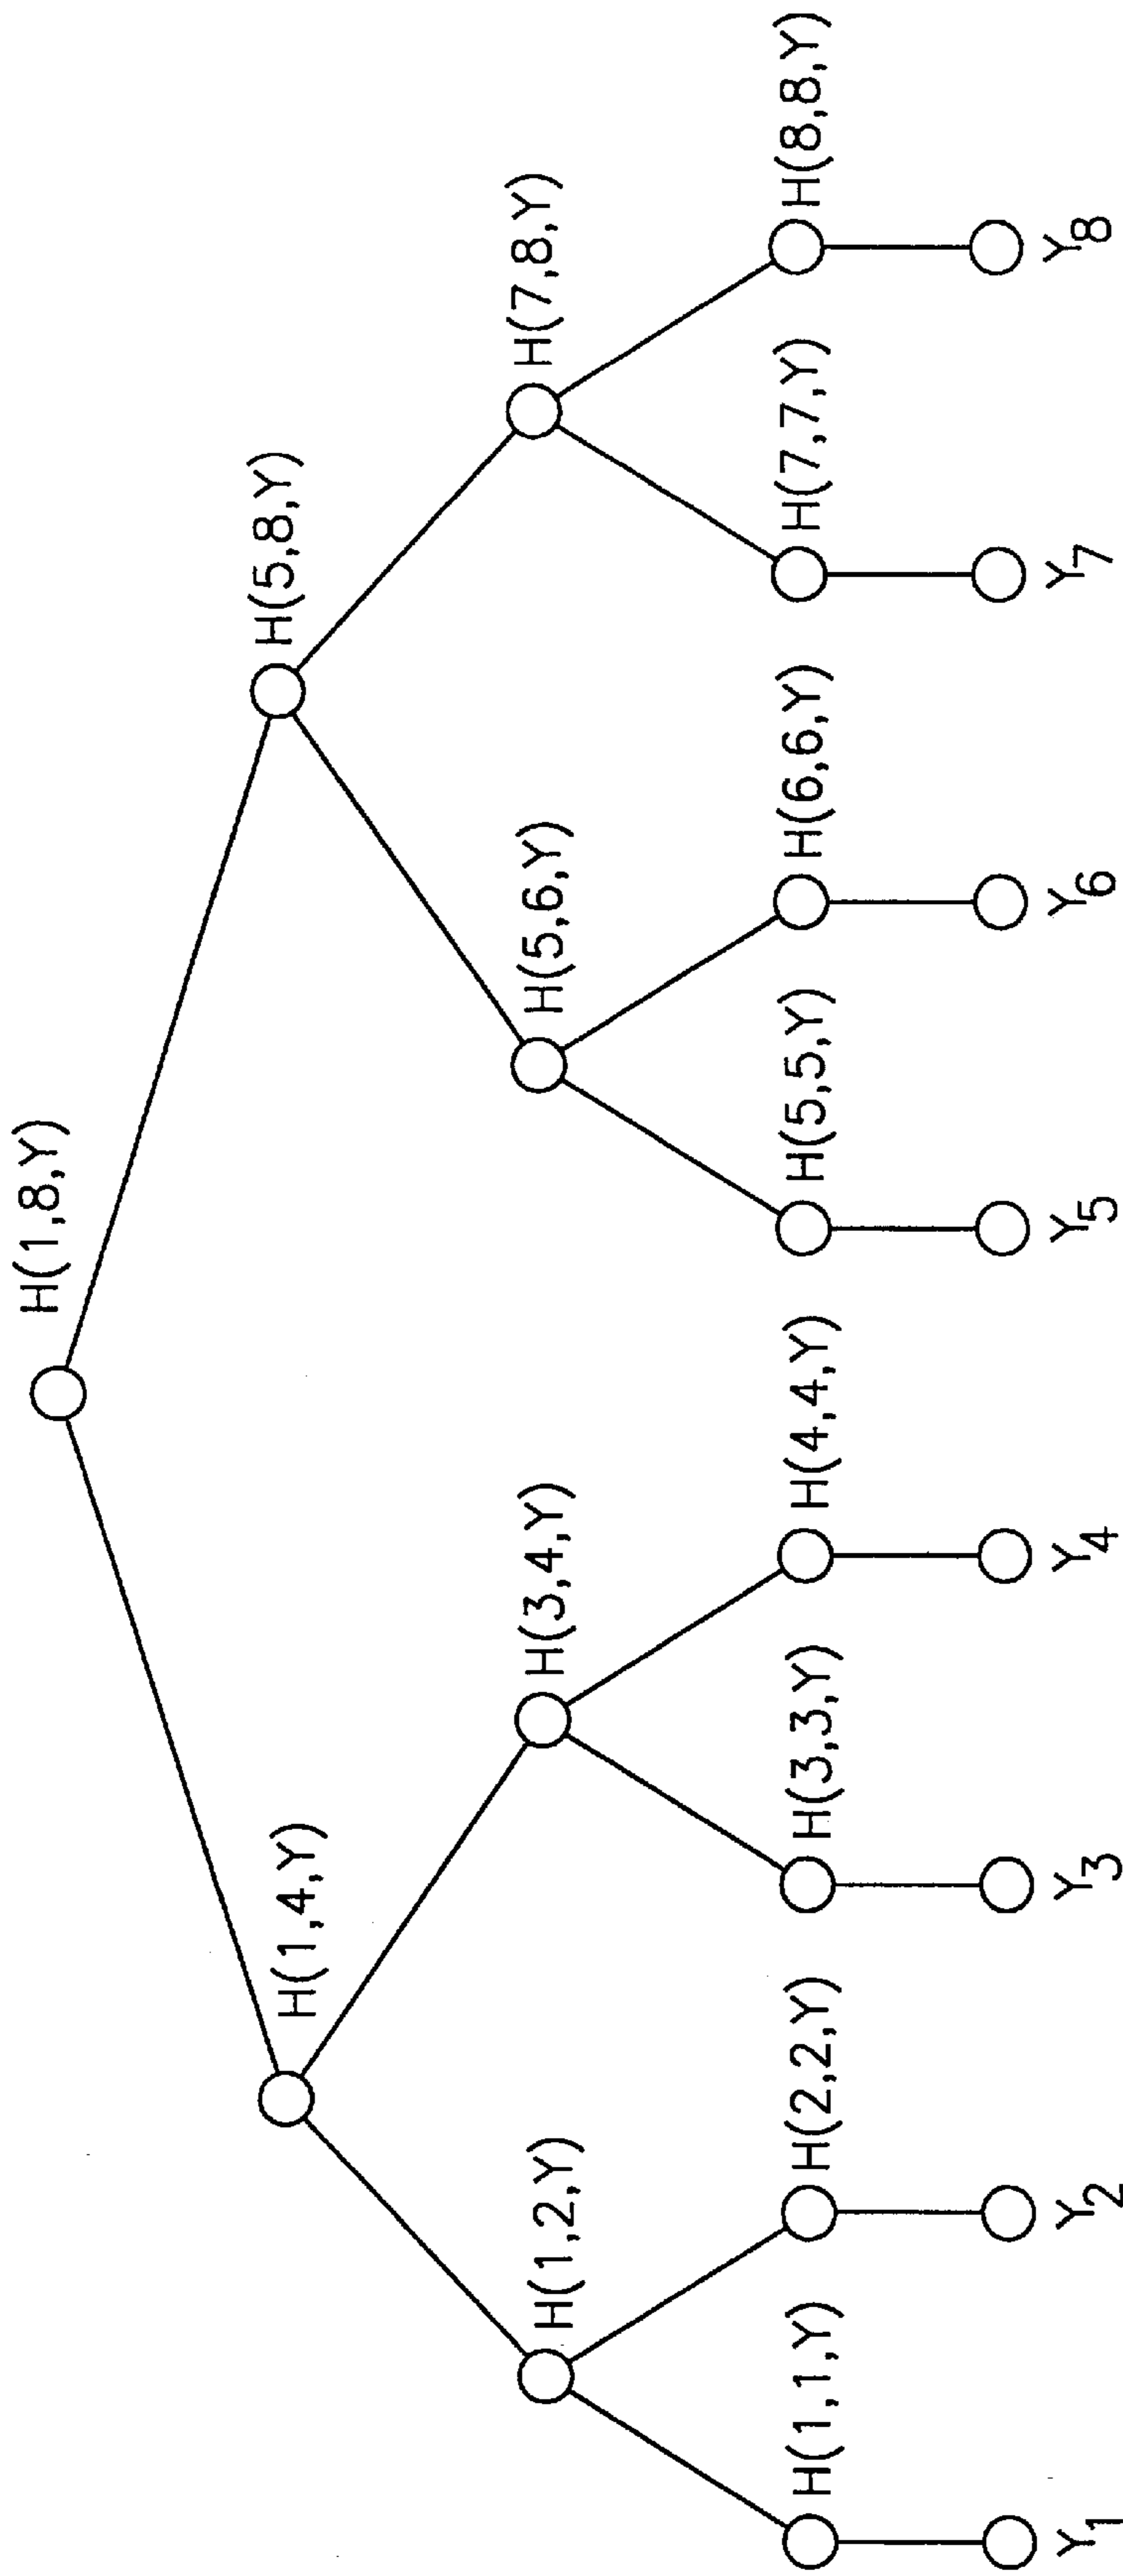 H(1,8,Y)
H(1,4,Y)
H(5,8,Y)
H(1,2,Y)
H(3,4,Y)
H(5,6,Y)
H(7,8,Y)
H(1,1,Y)
H(2,2,Y)
H(3,3,Y)
H(4,4,Y)
H(5,5,Y)
H(6,6,Y)
H(7,7,Y)
H(8,8,Y)
Y1
Y2
Y3
Y4
Y5
Y6
Y7
Y8